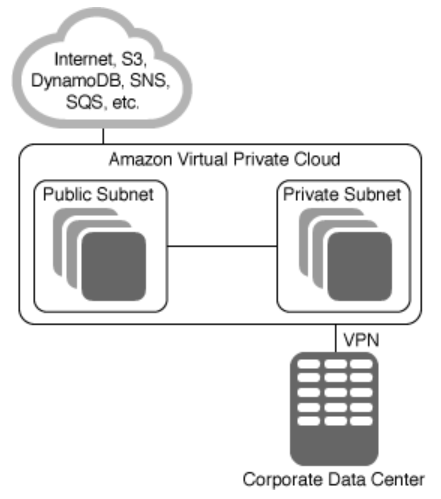 Internet, S3,
DynamoDB, SNS,
SQS, etc.
Amazon Virtual Private Cloud
Public Subnet
Private Subnet
VPN
Corporate Data Center